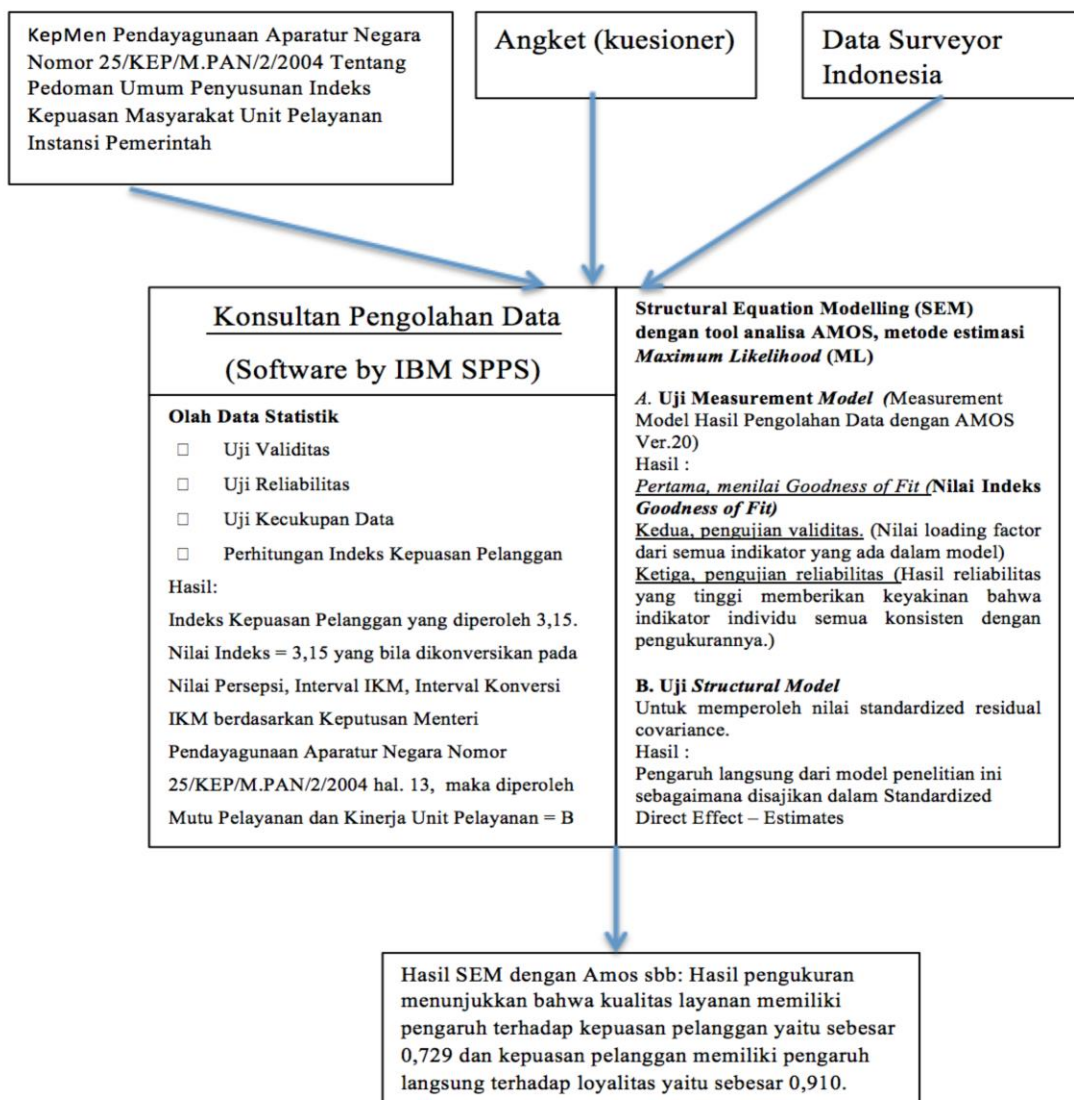 KepMen Pendayagunaan Aparatur Negara
Nomor 25/KEP/M.PAN/2/2004 Tentang
Pedoman Umum Penyusunan Indeks
Kepuasan Masyarakat Unit Pelayanan
Instansi Pemerintah
Angket (kuesioner)
Data Surveyor
Indonesia
Konsultan Pengolahan Data
(Software by IBM SPPS)
Olah Data Statistik
Uji Validitas
Uji Reliabilitas
Uji Kecukupan Data
Perhitungan Indeks Kepuasan Pelanggan
Hasil:
Indeks Kepuasan Pelanggan yang diperoleh 3,15.
Nilai Indeks = 3,15 yang bila dikonversikan pada
Nilai Persepsi, Interval IKM, Interval Konversi
IKM berdasarkan Keputusan Menteri
Pendayagunaan Aparatur Negara Nomor
25/KEP/M.PAN/2/2004 hal. 13, maka diperoleh
Mutu Pelayanan dan Kinerja Unit Pelayanan = B
Structural Equation Modelling (SEM)
dengan tool analisa AMOS, metode estimasi
Maximum Likelihood (ML)
A. Uji Measurement Model (Measurement
Model Hasil Pengolahan Data dengan AMOS
Ver.20)
Hasil :
Pertama, menilai Goodness of Fit (Nilai Indeks
Goodness of Fit)
Kedua, pengujian validitas. (Nilai loading factor
dari semua indikator yang ada dalam model)
Ketiga, pengujian reliabilitas (Hasil reliabilitas
yang tinggi memberikan keyakinan bahwa
indikator individu semua konsisten dengan
pengukurannya.)
B. Uji Structural Model
Untuk memperoleh nilai standardized residual
covariance.
Hasil :
Pengaruh langsung dari model penelitian ini
sebagaimana disajikan dalam Standardized
Direct Effect – Estimates
Hasil SEM dengan Amos sbb: Hasil pengukuran
menunjukkan bahwa kualitas layanan memiliki
pengaruh terhadap kepuasan pelanggan yaitu sebesar
0,729 dan kepuasan pelanggan memiliki pengaruh
langsung terhadap loyalitas yaitu sebesar 0,910.